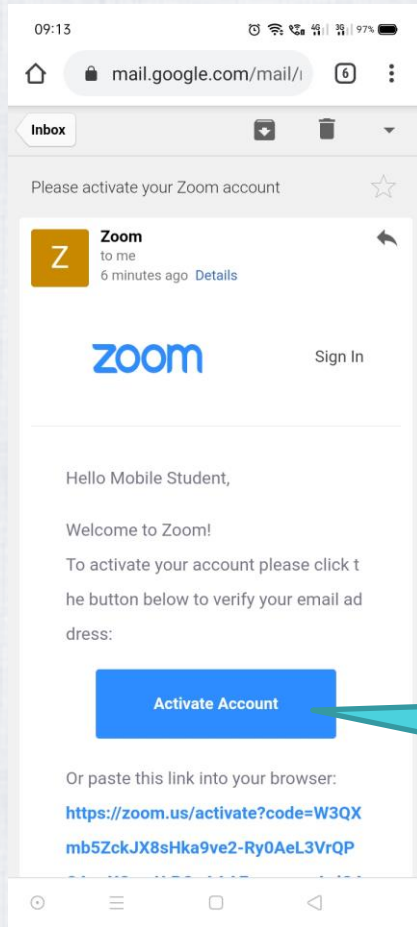 09:13
4G 3G 97%
mail.google.com/mail/
6
Inbox
Please activate your Zoom account
Z
Zoom
to me
6 minutes ago Details
zoom
Sign In
Hello Mobile Student,
Welcome to Zoom!
To activate your account please click t
he button below to verify your email ad
dress:
Activate Account
Or paste this link into your browser:
https://zoom.us/activate?code=W3QX
mb5ZckJX8sHka9ve2-Ry0AeL3VrQP